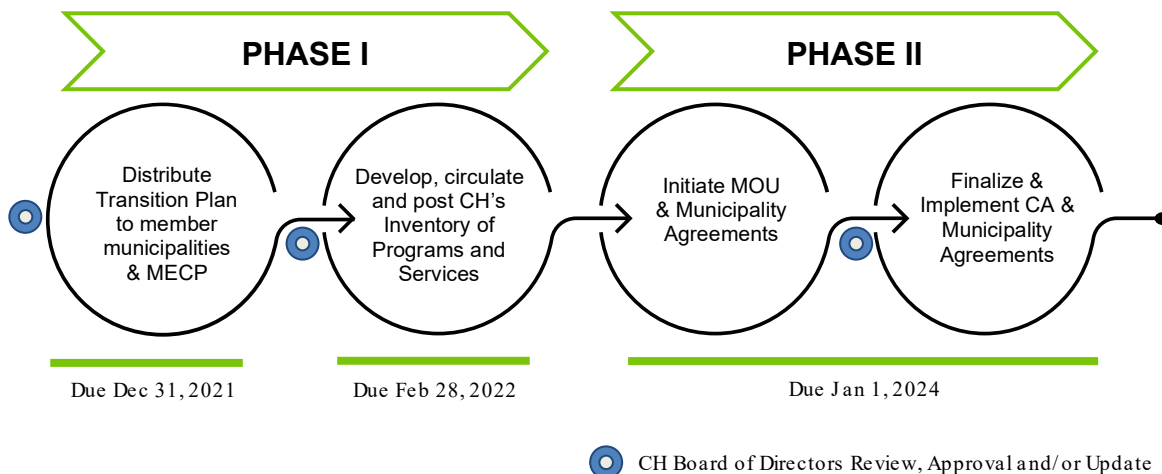 PHASE I
PHASE II
Distribute
Transition Plan
to member
municipalities
& MECP
Develop, circulate
and post CH's
Inventory of
Programs and
Services
Initiate MOU
& Municipality
Agreements
Finalize &
Implement CA &
Municipality
Agreements
Due Dec 31, 2021
Due Feb 28, 2022
Due Jan 1, 2024
CH Board of Directors Review, Approval and/or Update